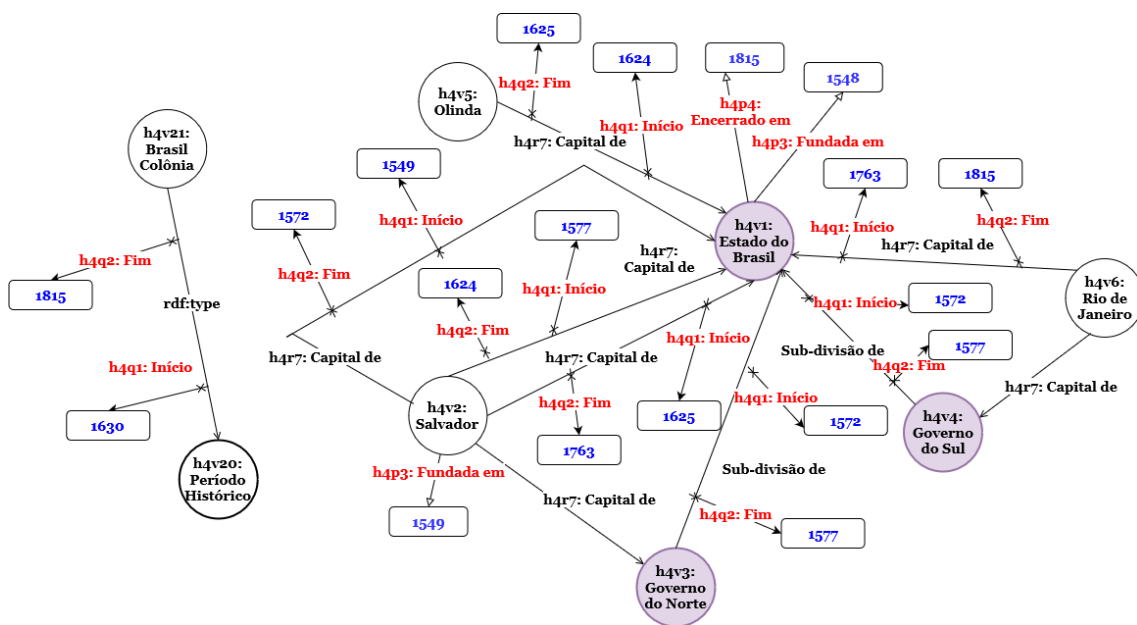 1625
1624
1815
1548
h4q2: Fim
h4v5:
Olinda
h4p4:
Encerrado em
h4q1: Início
h4r7: Capital de
h4p3: Fundada em
h4v21:
Brasil
Colônia
1549
1763
1815
1572
h4q1: Início
1577
h4q1: Início
h4q2: Fim
h4v1:
Estado do
Brasil
h4r7: Capital de
h4r7:
Capital de
h4q2: Fim
h4q2: Fim
1815
1624
h4q1: Início
h4v6:
Rio de
Janeiro
h4q1: Início
1572
rdf:type
h4q2: Fim
h4r7: Capital de
h4r7: Capital de
h4q1: Início
Sub-divisão de
1577
h4q2: Fim
h4q1: Início
h4r7: Capital de
h4v2:
Salvador
h4q2: Fim
h4q1: Início
1630
1625
1572
h4v4:
Governo
do Sul
1763
h4v20:
Período
Histórico
h4p3: Fundada em
Sub-divisão de
h4r7: Capital de
1549
h4q2: Fim
1577
h4v3:
Governo
do Norte